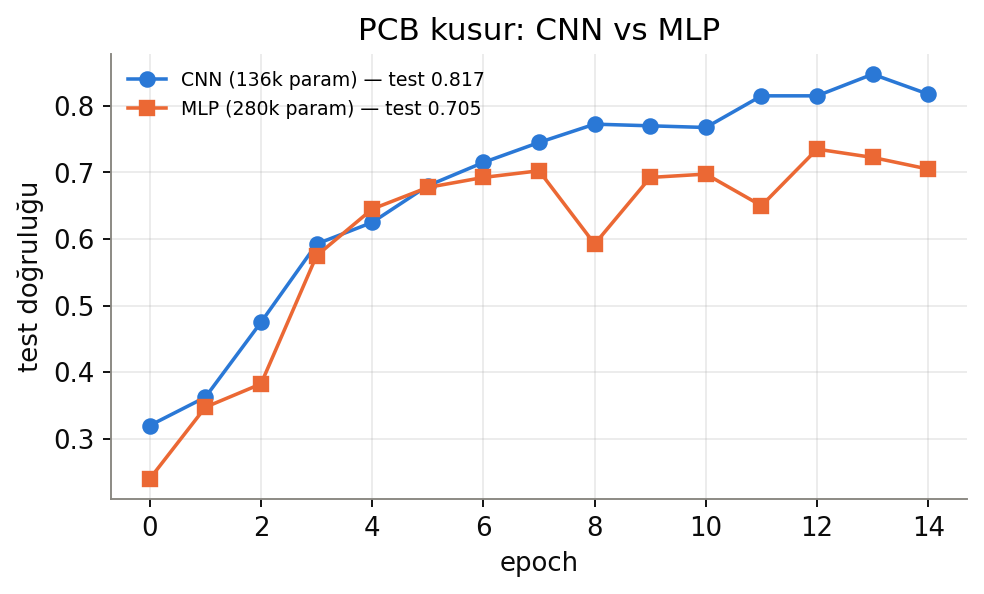 PCB kusur: CNN vs MLP
CNN (136k param) — test 0.817
MLP (280k param) — test 0.705
test doğruluğu
0.8
0.7
0.6
0.5
0.4
0.3
0 2 4 6 8 10 12 14
epoch